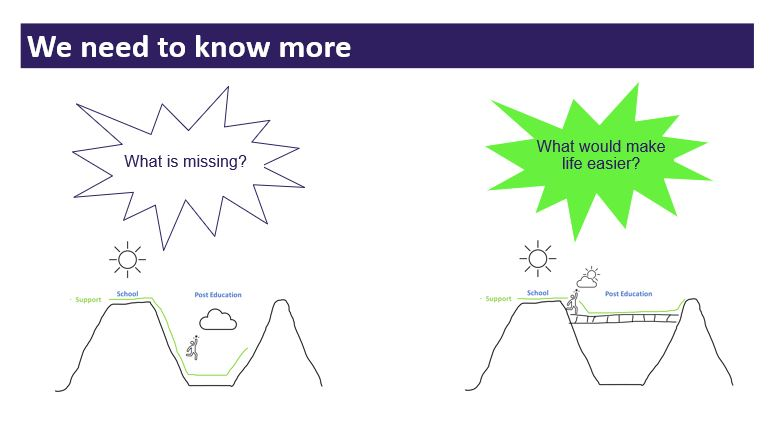 We need to know more
What is missing?
What would make
life easier?
School
Post Education
- Support
School
Post Education
- Support